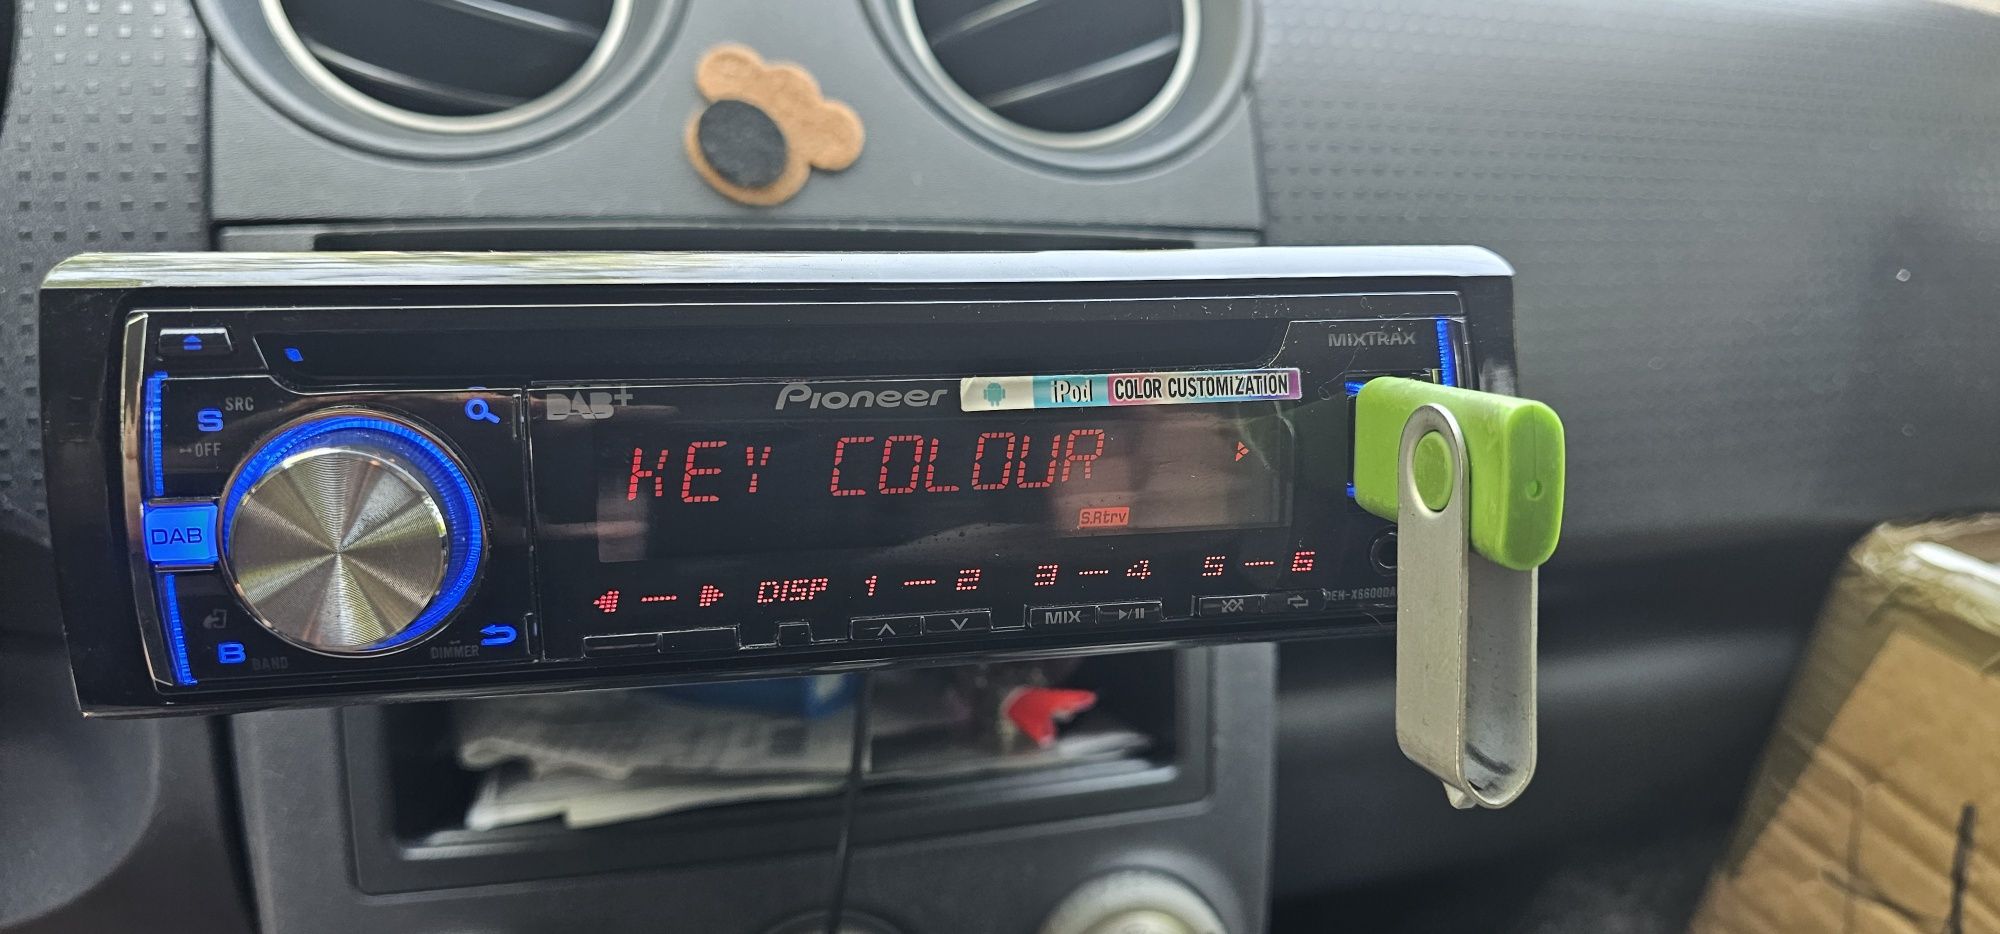 MIXTRAX
SRC
S
OFF
DAB+
Pioneer
iPod
COLOR CUSTOMIZATION
KEY COLOUR
S.Rtrv
DAB
DISP 1 — 2 3 — 4 5 — 6
MIX
B BAND
DIMMER